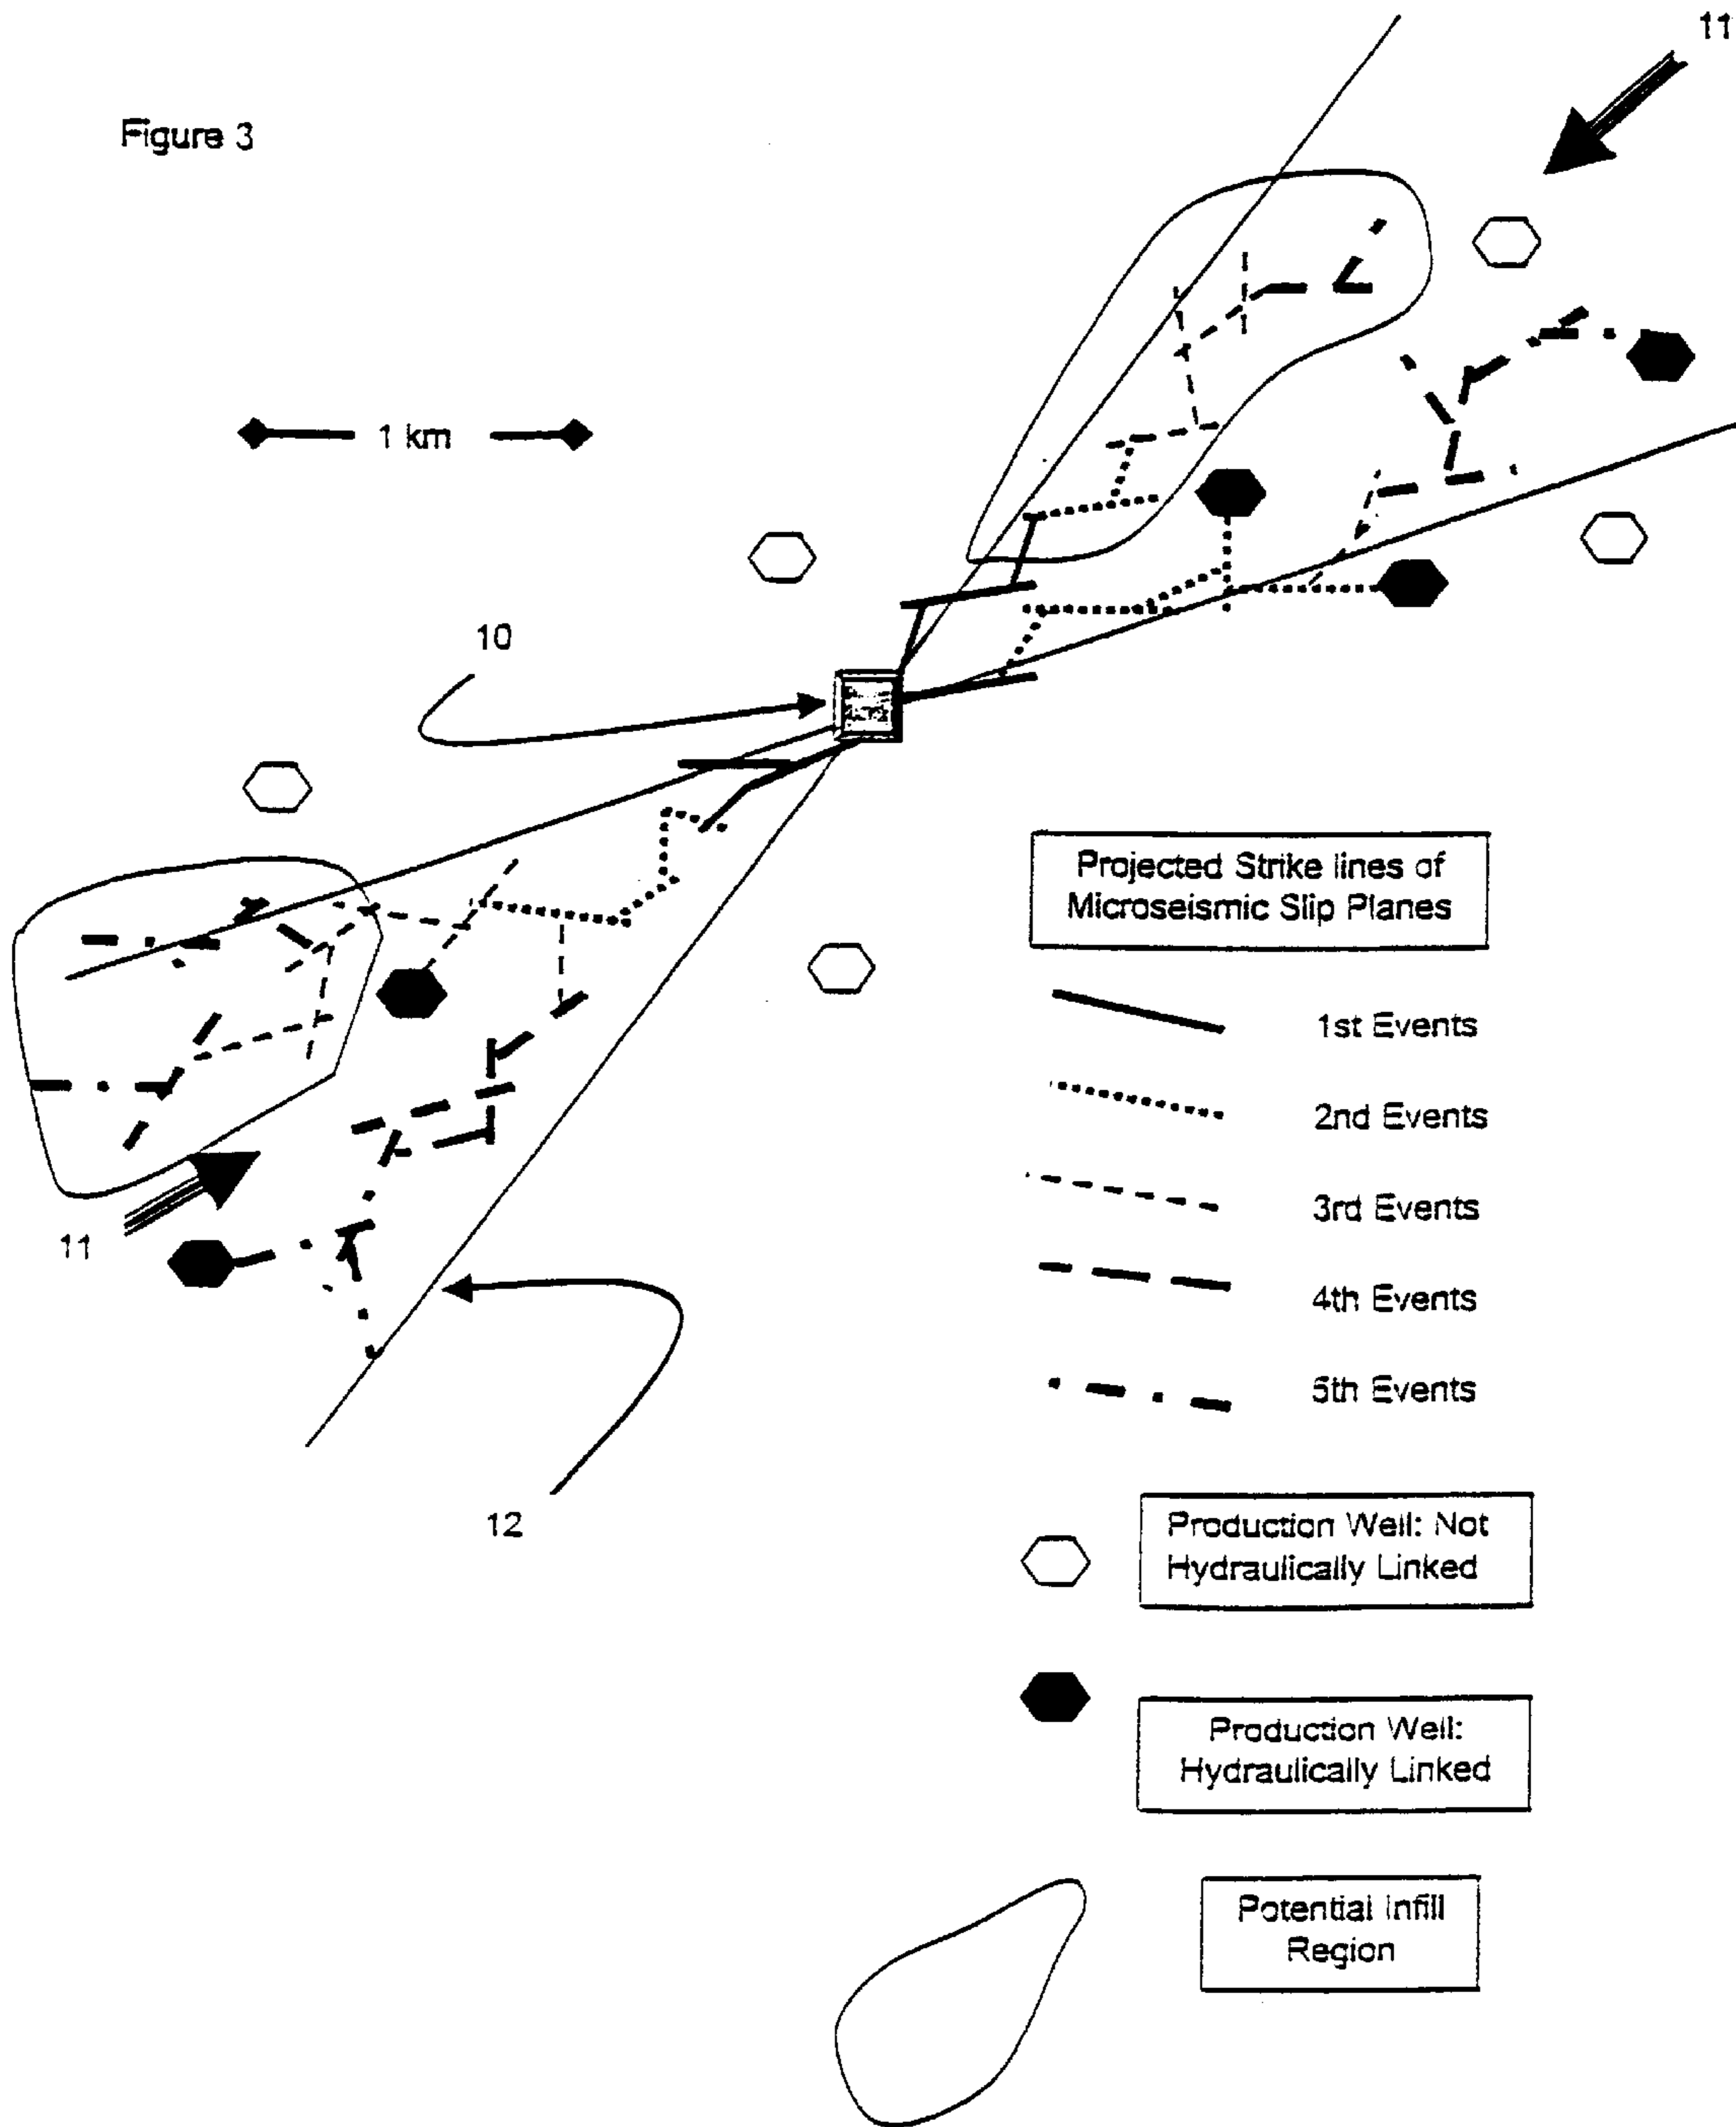 11
Figure 3
1 km
10
Projected Strike lines of
Microseismic Slip Planes
1st Events
2nd Events
3rd Events
11
4th Events
5th Events
12
Production Well: Not
Hydraulically Linked
Production Well:
Hydraulically Linked
Potential Infill
Region